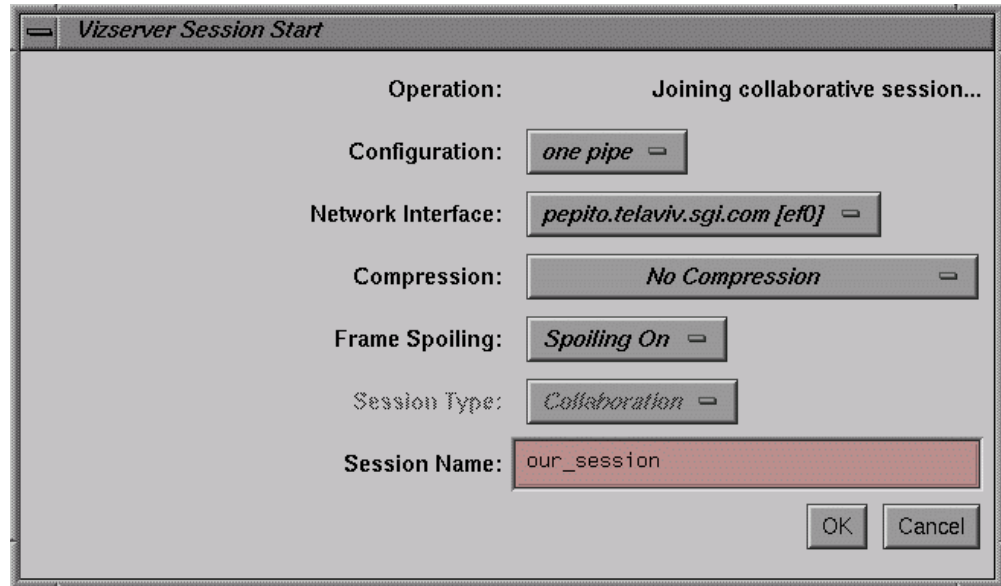 Vizserver Session Start
Operation: Joining collaborative session...
Configuration: one pipe
Network Interface: pepito.telaviv.sgi.com [ef0]
Compression: No Compression
Frame Spoiling: Spoiling On
Session Type: Collaboration
Session Name: our_session
OK Cancel